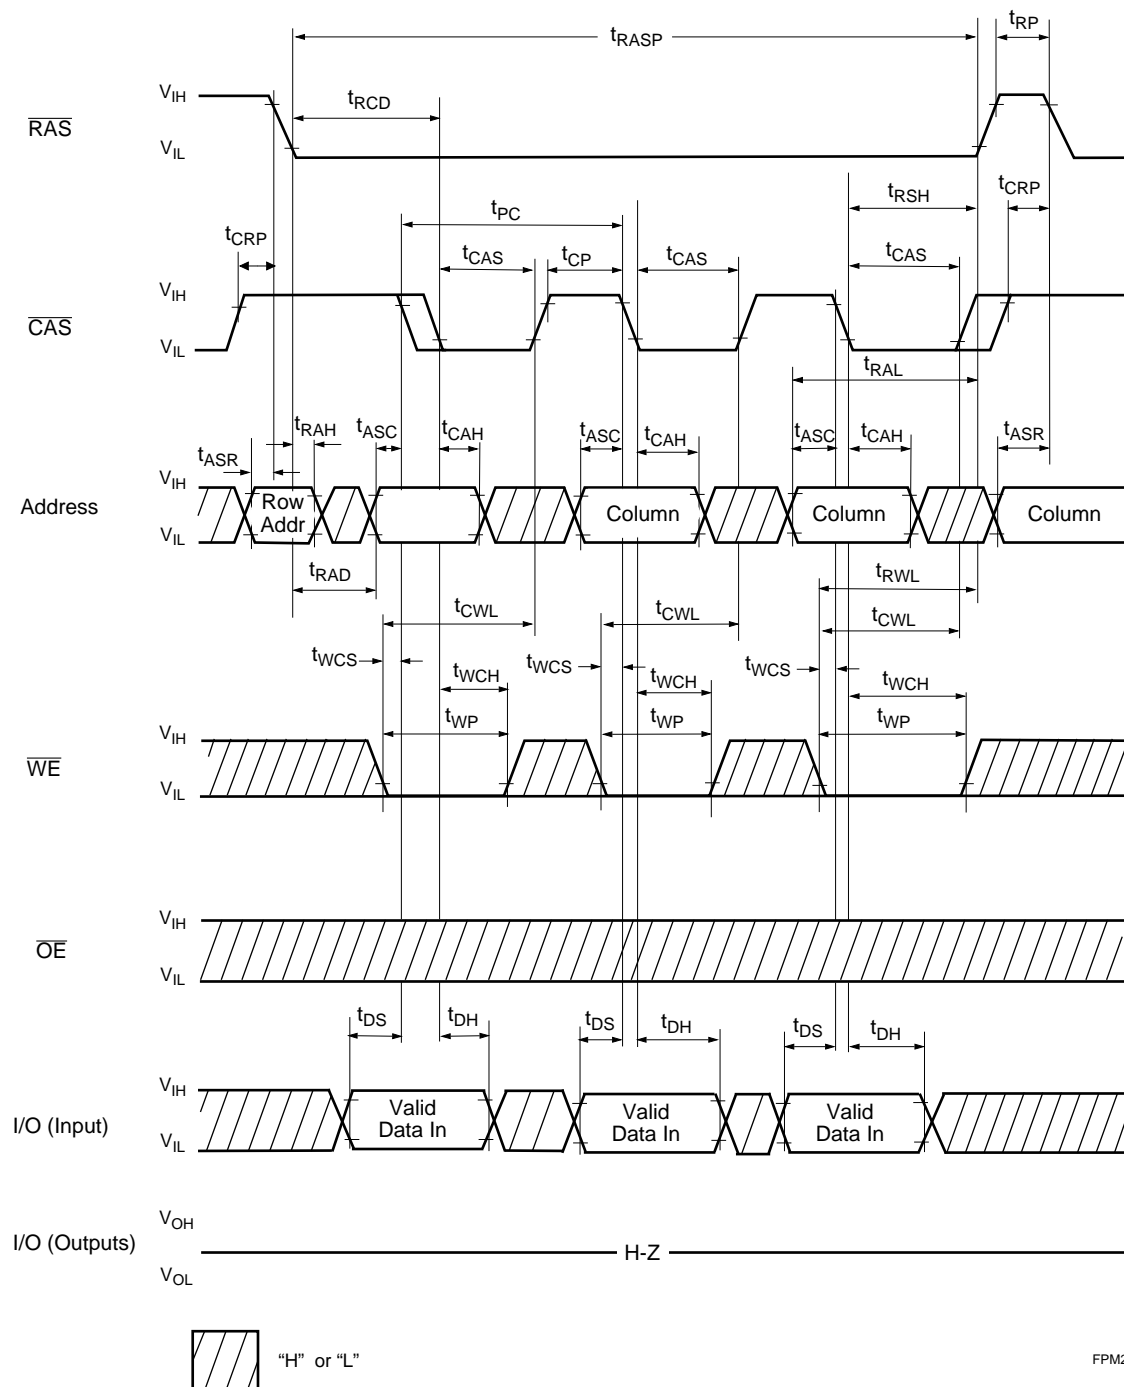 tRASP
tRP
VIH
tRCD
RAS
VIL
tRSH
tCRP
tPC
tCRP
tCAS
tCP
tCAS
tCAS
VIH
CAS
VIL
tRAL
tRAH
tASC
tCAH
tASC
tCAH
tASC
tCAH
tASR
tASR
VIH
Address
Row
Addr
Column
Column
Column
VIL
tRAD
tRWL
tCWL
tCWL
tCWL
tWCS
tWCS
tWCS
tWCH
tWCH
tWCH
tWP
tWP
tWP
VIH
WE
VIL
VIH
OE
VIL
tDS
tDH
tDS
tDH
tDS
tDH
VIH
I/O (Input)
Valid
Data In
Valid
Data In
Valid
Data In
VIL
VOH
I/O (Outputs)
H-Z
VOL
“H” or “L”
FPM2